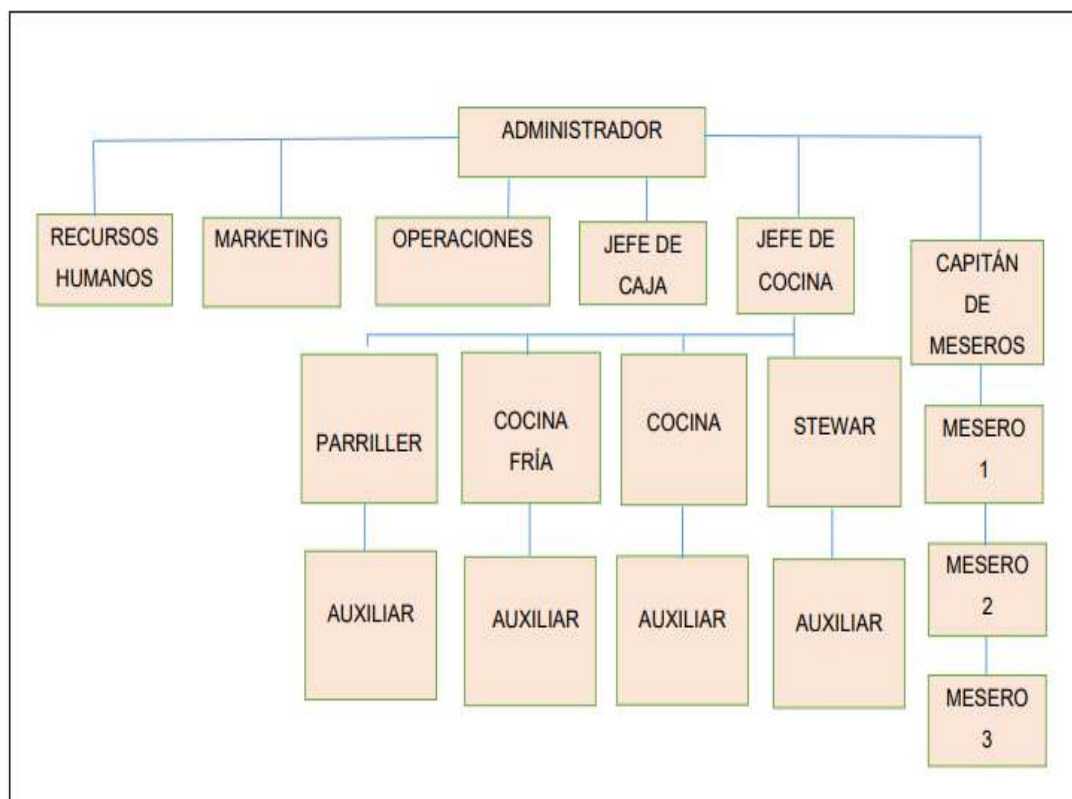 ADMINISTRADOR
RECURSOS
HUMANOS
MARKETING
OPERACIONES
JEFE DE
CAJA
JEFE DE
COCINA
CAPITÁN
DE
MESEROS
PARRILLER
COCINA
FRÍA
COCINA
STEWAR
MESERO
1
AUXILIAR
AUXILIAR
AUXILIAR
AUXILIAR
MESERO
2
MESERO
3